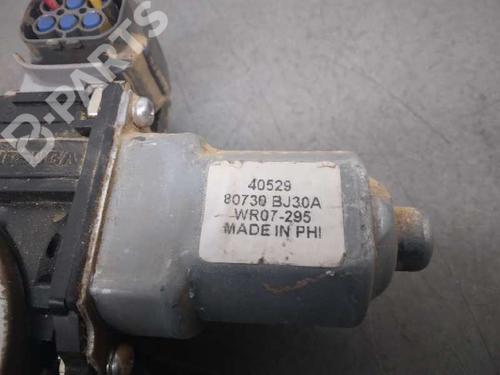 B-PARTS
40529
80730 BJ30A
WR07-295
MADE IN PHI